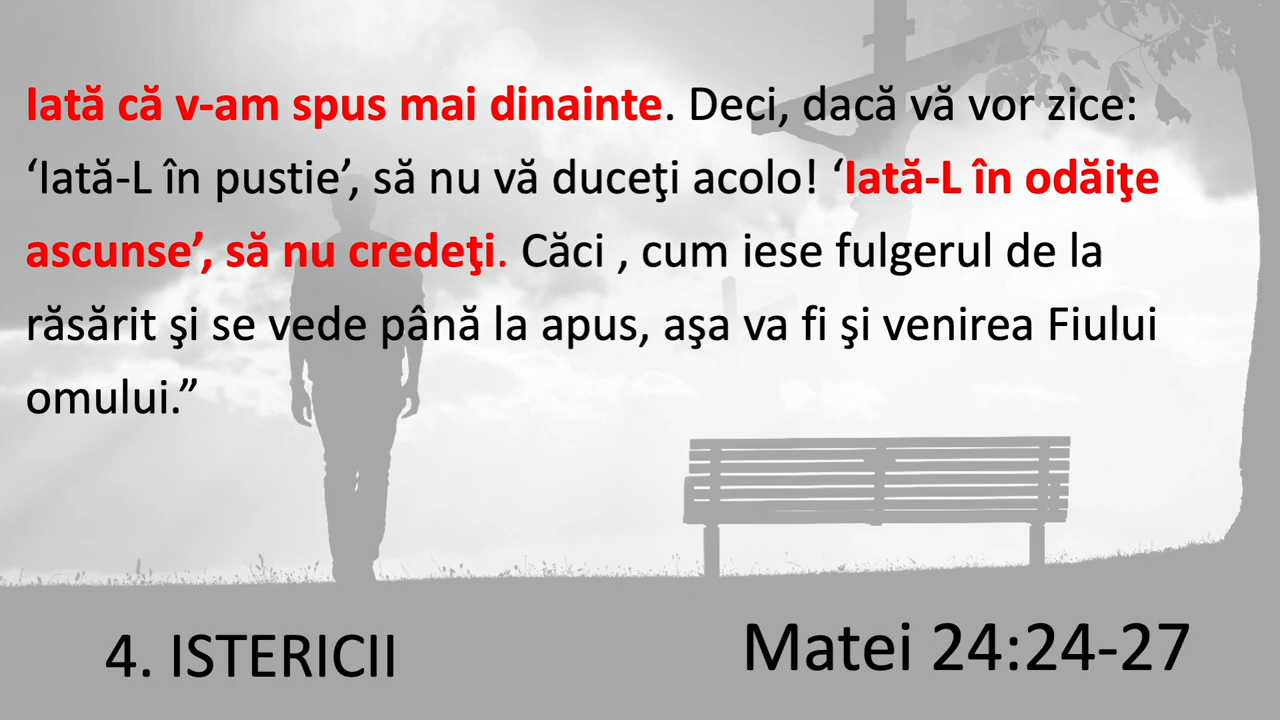 Iată că v-am spus mai dinainte. Deci, dacă vă vor zice:
‘Iată-L în pustie’, să nu vă duceţi acolo! ‘Iată-L în odăiţe
ascunse’, să nu credeţi. Căci , cum iese fulgerul de la
răsărit şi se vede până la apus, aşa va fi şi venirea Fiului
omului.”
4. ISTERICII
Matei 24:24-27